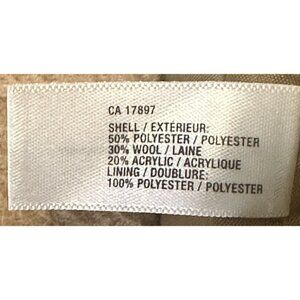 CA 17897
SHELL / EXTÉRIEUR:
50% POLYESTER / POLYESTER
30% WOOL / LAINE
20% ACRYLIC / ACRYLIQUE
LINING / DOUBLURE:
100% POLYESTER / POLYESTER